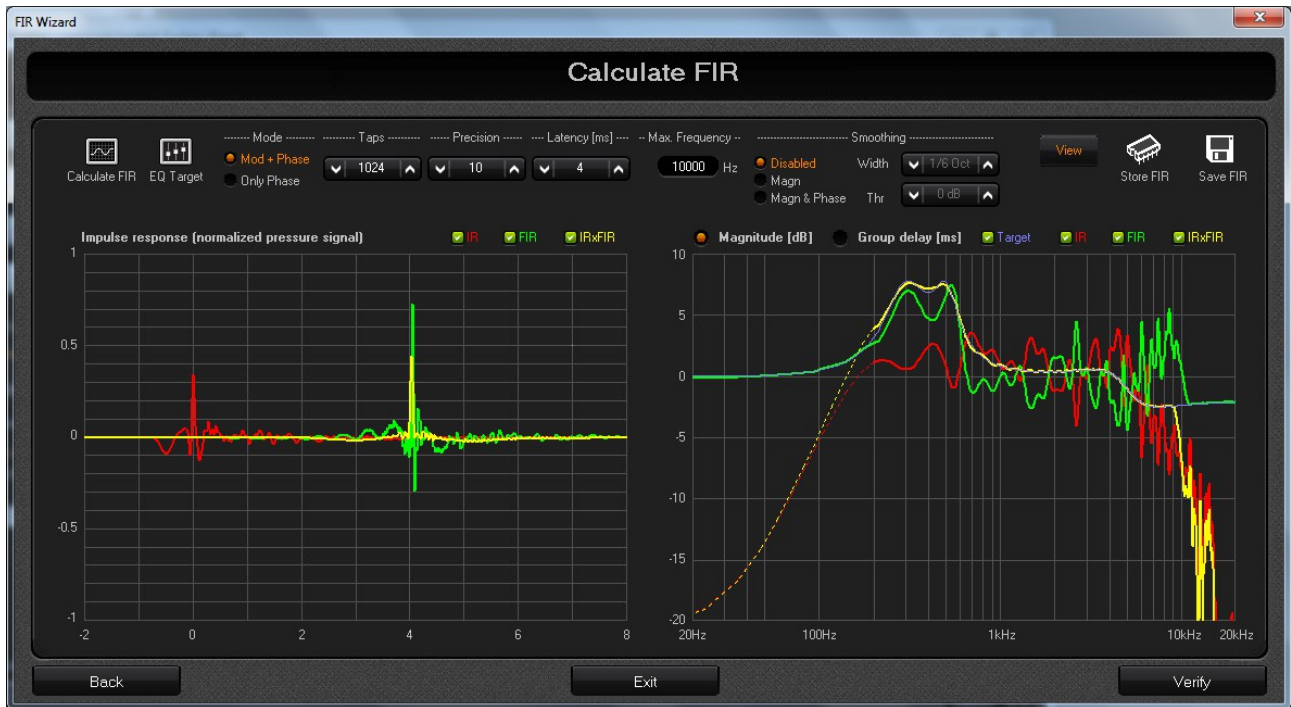 FIR Wizard
Calculate FIR
Calculate FIR
EQ Target
------- Mode -------
Mod + Phase
Only Phase
Taps
1024
Precision
10
Latency [ms]
4
-- Max. Frequency --
10000 Hz
Smoothing
Disabled
Magn
Magn & Phase
Width 1/6 Oct
Thr 0 dB
View
Store FIR
Save FIR
Impulse response (normalized pressure signal) IR FIR IRxFIR
1
0.5
0
-0.5
-1
-2 0 2 4 6 8
Magnitude [dB] Group delay [ms] Target IR FIR IRxFIR
10
5
0
-5
-10
-15
-20
20Hz 100Hz 1kHz 10kHz 20kHz
Back
Exit
Verify